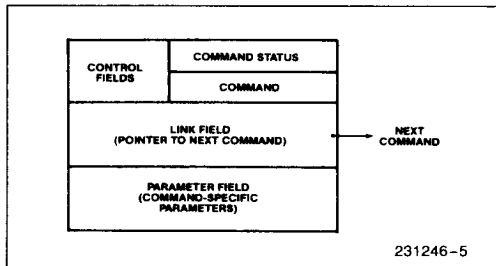 CONTROL
FIELDS
COMMAND STATUS
COMMAND
LINK FIELD
(POINTER TO NEXT COMMAND)
NEXT
COMMAND
PARAMETER FIELD
(COMMAND-SPECIFIC
PARAMETERS)
231246-5